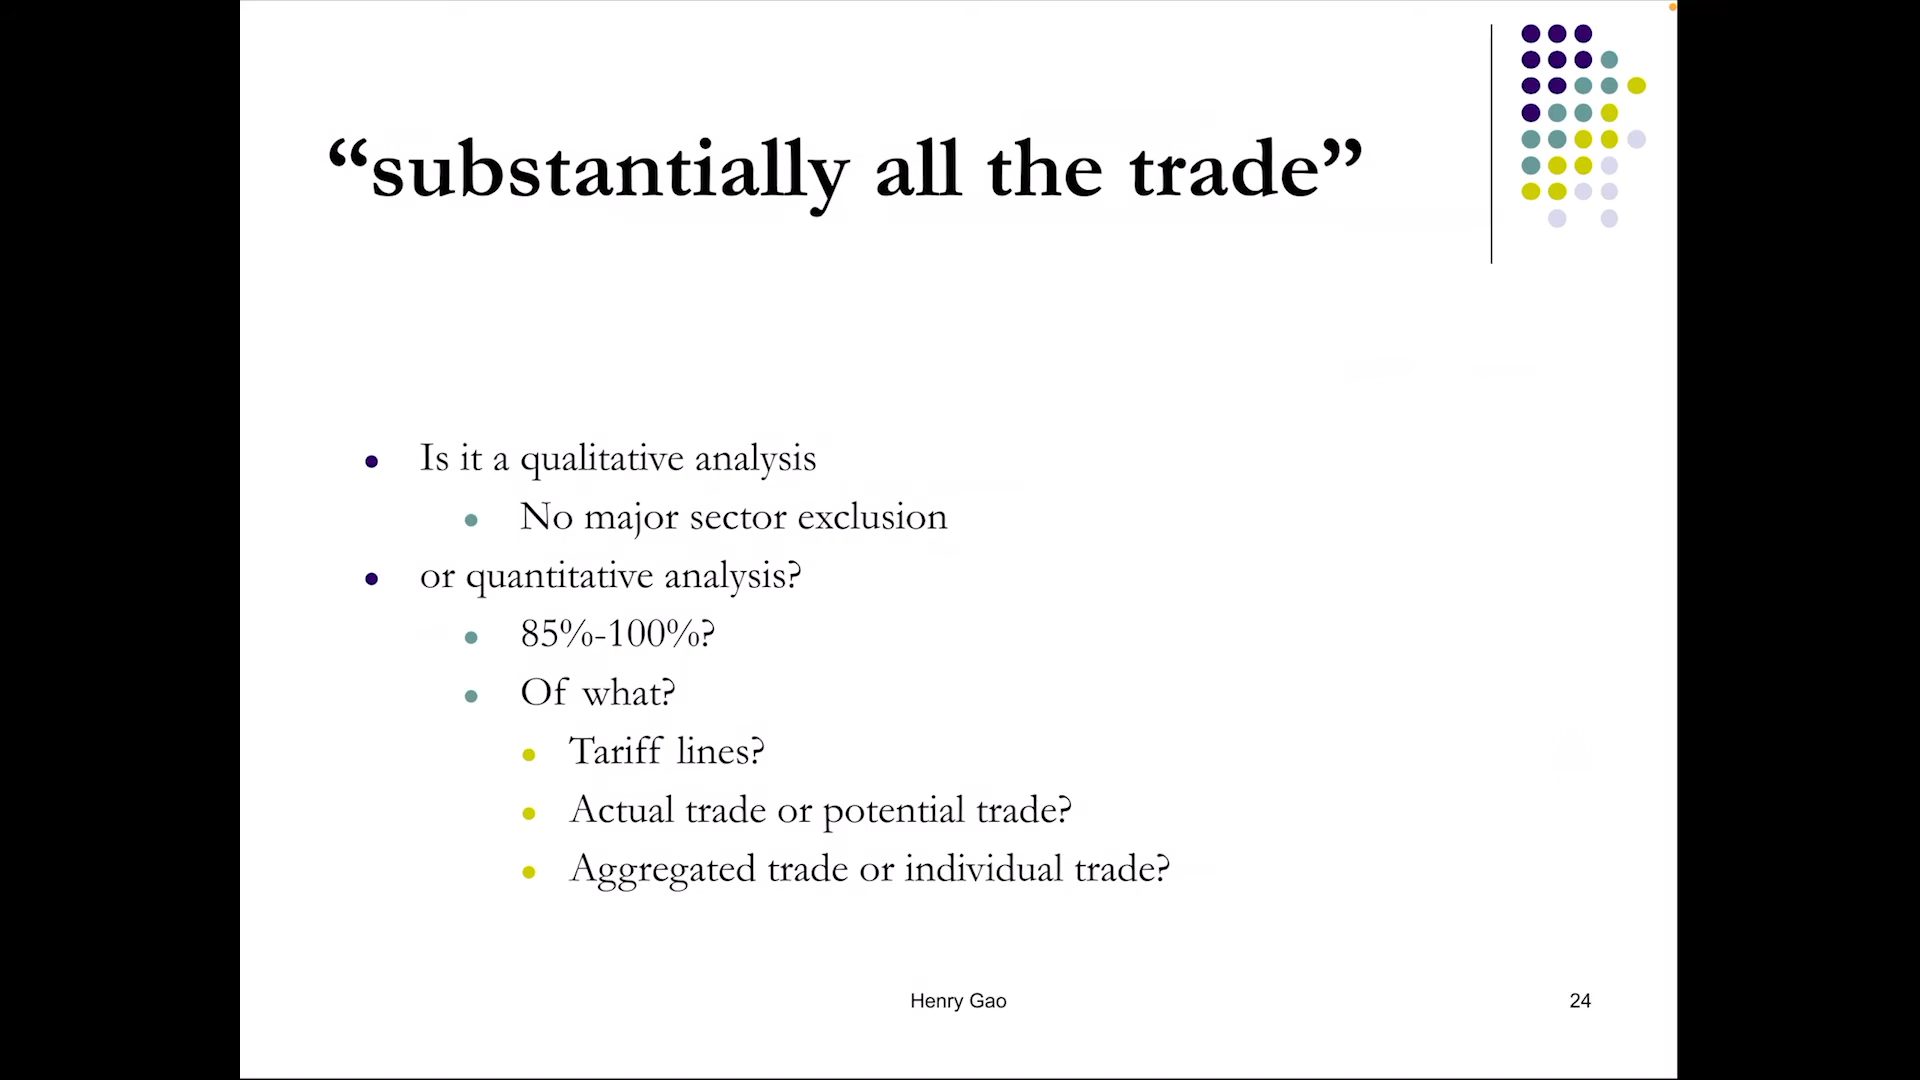 “substantially all the trade”
Is it a qualitative analysis
No major sector exclusion
or quantitative analysis?
85%-100%?
Of what?
Tariff lines?
Actual trade or potential trade?
Aggregated trade or individual trade?
Henry Gao
24